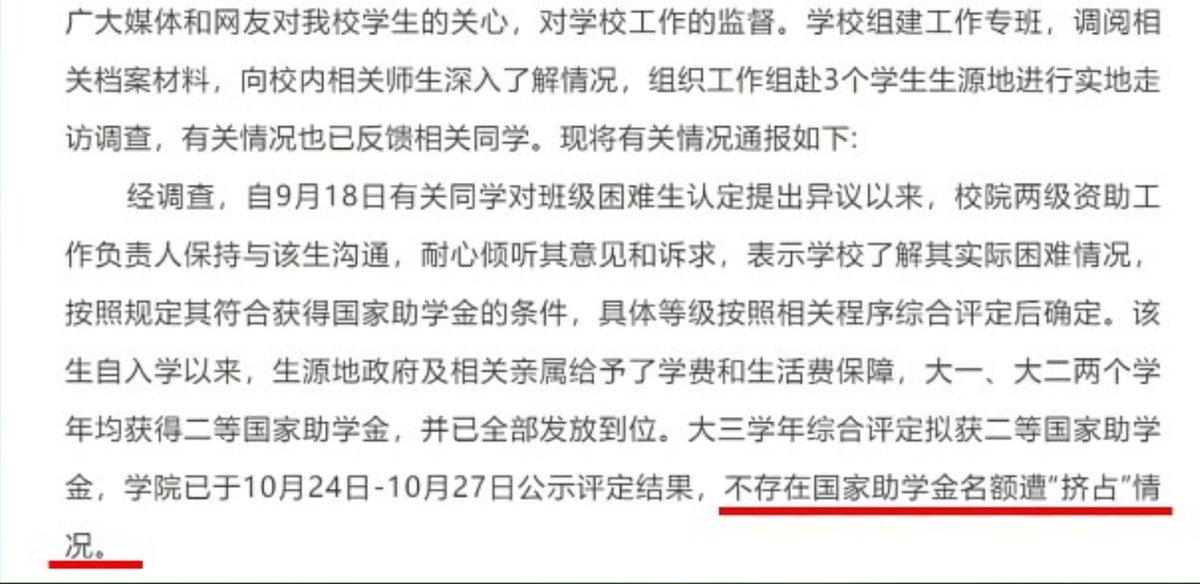 广大媒体和网友对我校学生的关心，对学校工作的监督。学校组建工作专班，调阅相
关档案材料，向校内相关师生深入了解情况，组织工作组赴3个学生生源地进行实地走
访调查，有关情况也已反馈相关同学。现将有关情况通报如下:
经调查，自9月18日有关同学对班级困难生认定提出异议以来，校院两级资助工
作负责人保持与该生沟通，耐心倾听其意见和诉求，表示学校了解其实际困难情况，
按照规定其符合获得国家助学金的条件，具体等级按照相关程序综合评定后确定。该
生自入学以来，生源地政府及相关亲属给予了学费和生活费保障，大一、大二两个学
年均获得二等国家助学金，并已全部发放到位。大三学年综合评定拟获二等国家助学
金，学院已于10月24日-10月27日公示评定结果，不存在国家助学金名额遭"挤占"情
况。